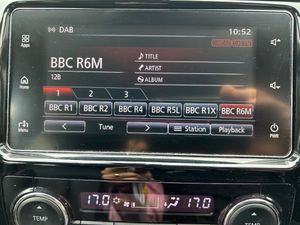 DAB
10:52
Apps
BBC R6M
TITLE
ARTIST
12B
ALBUM
Home
1 2 3
BBC R1 BBC R2 BBC R4 BBC R5L BBC R1X BBC R6M
Menu
Tune
Station
Playback
PWR
17.0 17.0
TEMP TEMP